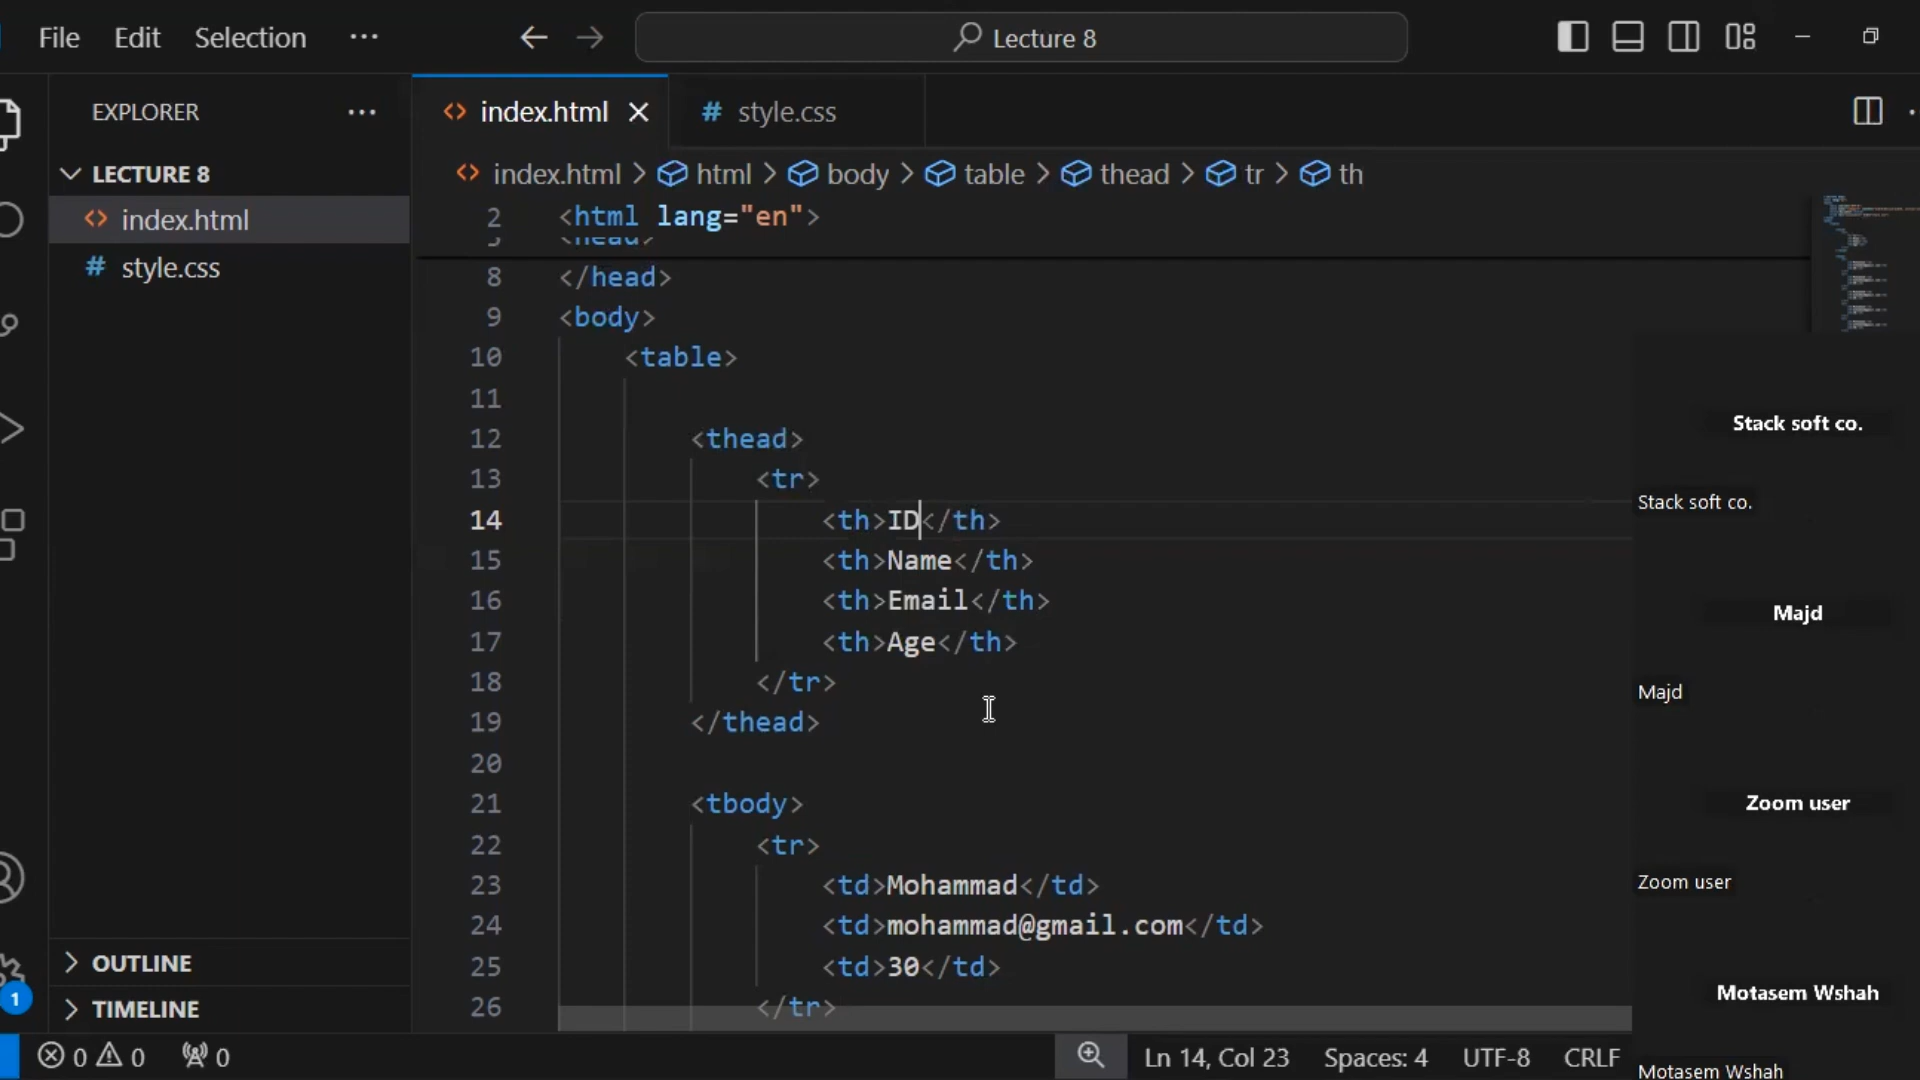 File Edit Selection ···
Lecture 8
EXPLORER ···
LECTURE 8
index.html
style.css
OUTLINE
TIMELINE
index.html
style.css
index.html > html > body > table > thead > tr > th
2 <html lang="en">
8 </head>
9 <body>
10 <table>
11
12 <thead>
13 <tr>
14 <th>ID</th>
15 <th>Name</th>
16 <th>Email</th>
17 <th>Age</th>
18 </tr>
19 </thead>
20
21 <tbody>
22 <tr>
23 <td>Mohammad</td>
24 <td>mohammad@gmail.com</td>
25 <td>30</td>
26 </tr>
Stack soft co.
Stack soft co.
Majd
Majd
Zoom user
Zoom user
Motasem Wshah
Motasem Wshah
1
0 0 0
Ln 14, Col 23 Spaces: 4 UTF-8 CRLF